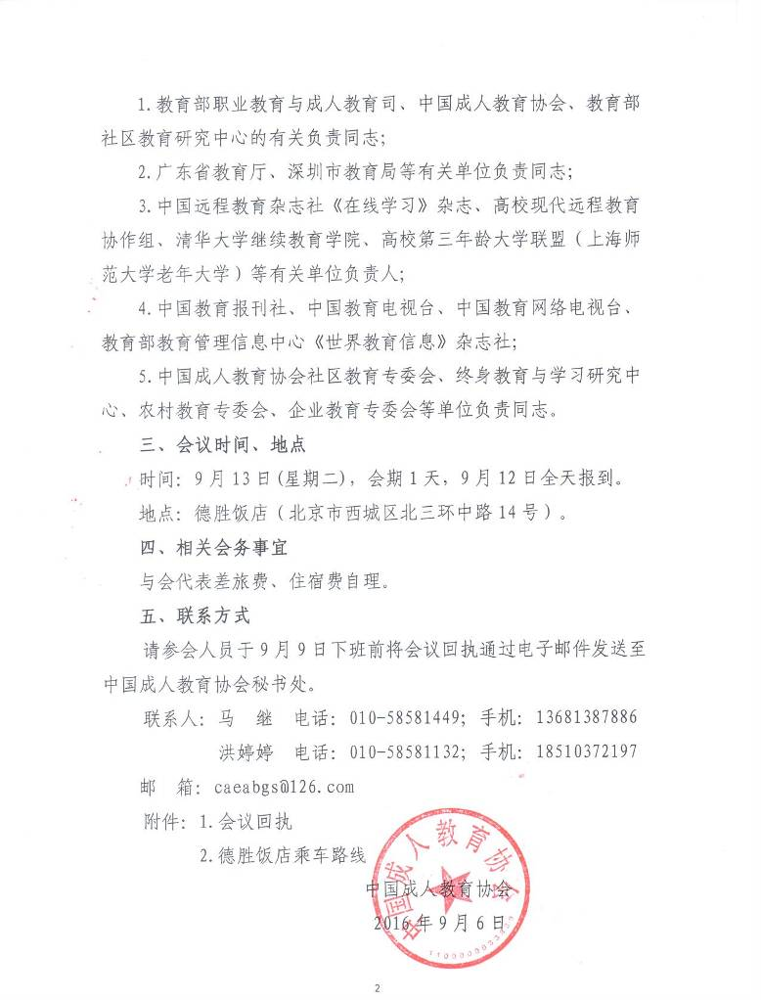 1.教育部职业教育与成人教育司、中国成人教育协会、教育部
社区教育研究中心的有关负责同志;
2.广东省教育厅、深圳市教育局等有关单位负责同志;
3.中国远程教育杂志社《在线学习》杂志、高校现代远程教育
协作组、清华大学继续教育学院、高校第三年龄大学联盟(上海师
范大学老年大学)等有关单位负责人;
4.中国教育报刊社、中国教育电视台、中国教育网络电视台、
教育部教育管理信息中心《世界教育信息》杂志社;
5.中国成人教育协会社区教育专委会、终身教育与学习研究中
心、农村教育专委会、企业教育专委会等单位负责同志。
三、会议时间、地点
时间: 9月13日(星期二), 会期1天, 9月12日全天报到。
地点: 德胜饭店(北京市西城区北三环中路14号)。
四、相关会务事宜
与会代表差旅费、住宿费自理。
五、联系方式
请参会人员于9月9日下班前将会议回执通过电子邮件发送至
中国成人教育协会秘书处。
联系人: 马 继 电话: 010-58581449; 手机: 13681387886
洪婷婷 电话: 010-58581132; 手机: 18510372197
邮 箱: caeabgs@126.com
附件: 1.会议回执
2.德胜饭店乘车路线
中国成人教育协会
中国成人教育协会
2016年9月6日
2